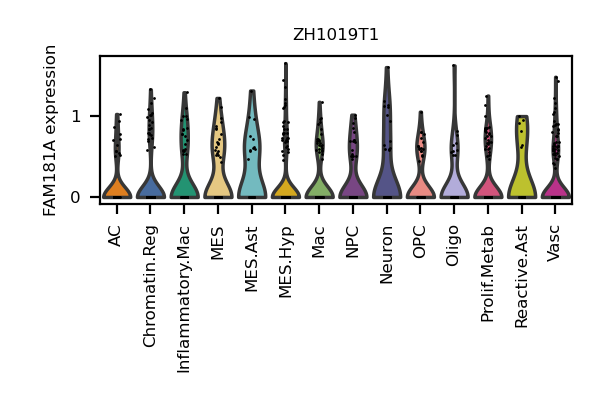 ZH1019T1
FAM181A expression
1
0
AC
Chromatin.Reg
Inflammatory.Mac
MES
MES.Ast
MES.Hyp
Mac
NPC
Neuron
OPC
Oligo
Prolif.Metab
Reactive.Ast
Vasc